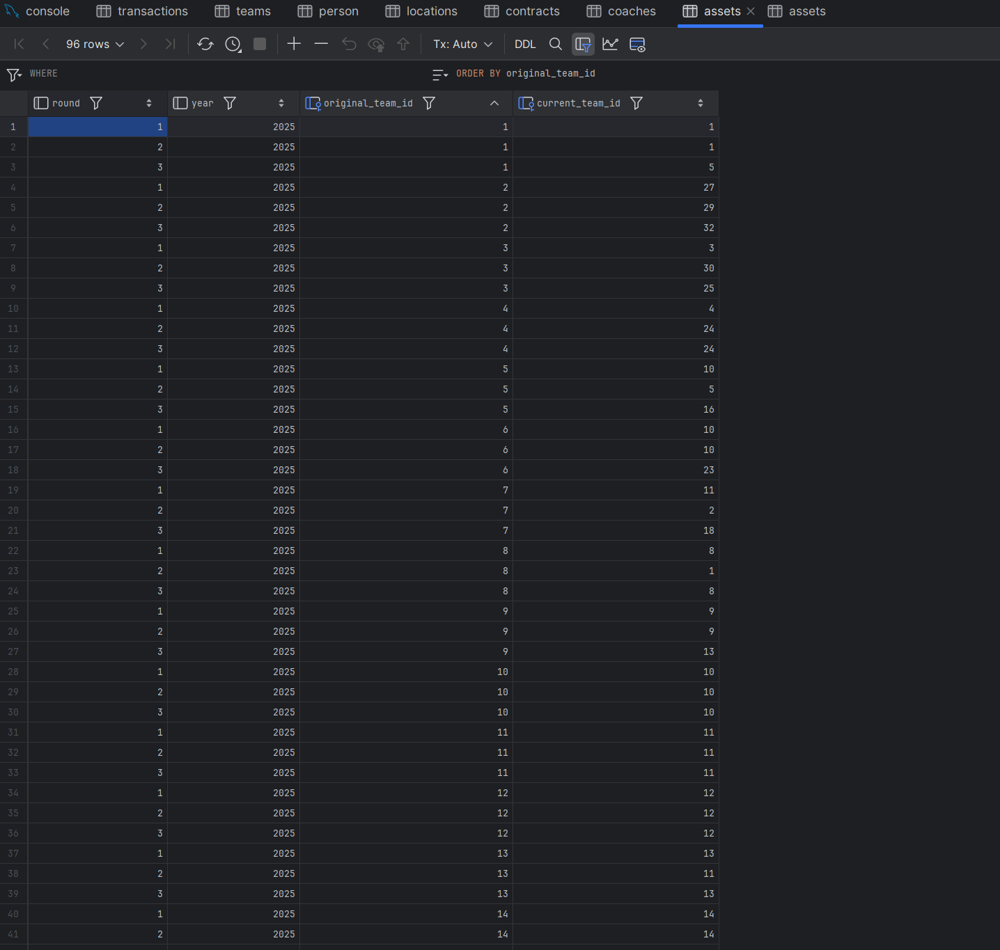 console transactions teams person locations contracts coaches assets assets
96 rows Tx: Auto DDL
WHERE ORDER BY original_team_id
round year original_team_id current_team_id
1 1 2025 1 1
2 2 2025 1 1
3 3 2025 1 5
4 1 2025 2 27
5 2 2025 2 29
6 3 2025 2 32
7 1 2025 3 3
8 2 2025 3 30
9 3 2025 3 25
10 1 2025 4 4
11 2 2025 4 24
12 3 2025 4 24
13 1 2025 5 10
14 2 2025 5 5
15 3 2025 5 16
16 1 2025 6 10
17 2 2025 6 10
18 3 2025 6 23
19 1 2025 7 11
20 2 2025 7 2
21 3 2025 7 18
22 1 2025 8 8
23 2 2025 8 1
24 3 2025 8 8
25 1 2025 9 9
26 2 2025 9 9
27 3 2025 9 13
28 1 2025 10 10
29 2 2025 10 10
30 3 2025 10 10
31 1 2025 11 11
32 2 2025 11 11
33 3 2025 11 11
34 1 2025 12 12
35 2 2025 12 12
36 3 2025 12 12
37 1 2025 13 13
38 2 2025 13 11
39 3 2025 13 13
40 1 2025 14 14
41 2 2025 14 14